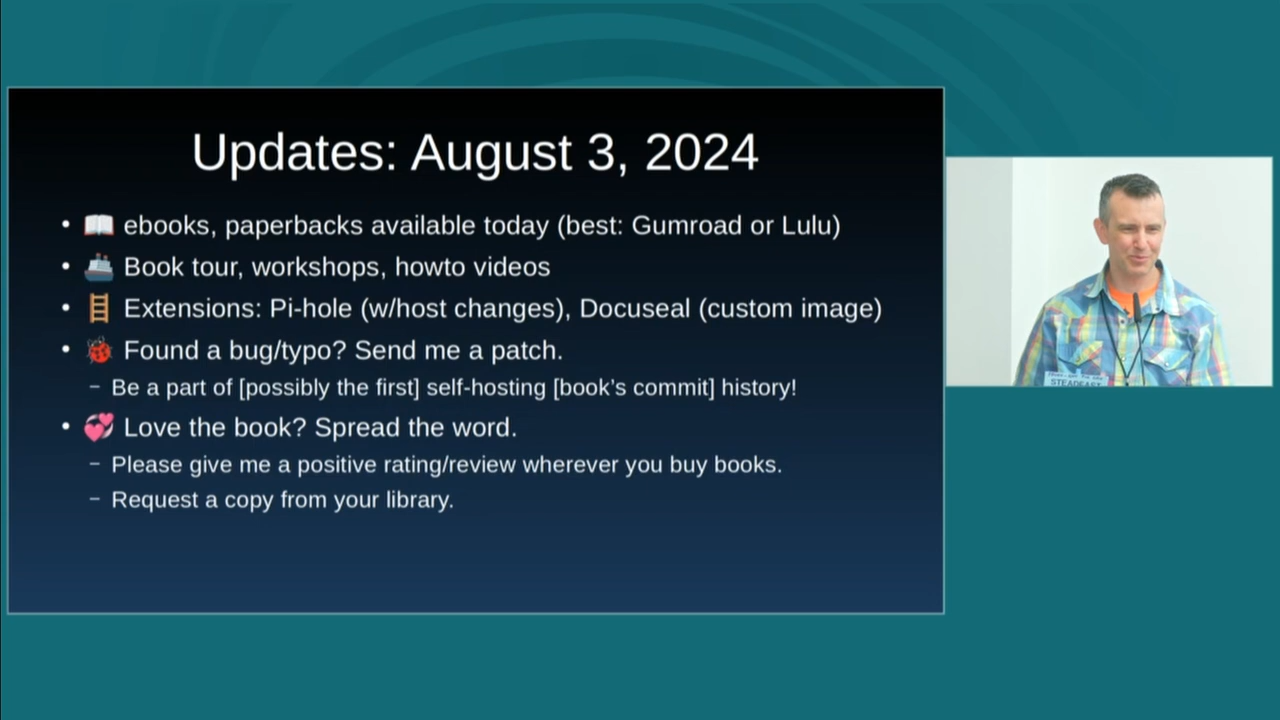 Updates: August 3, 2024
• 📖 ebooks, paperbacks available today (best: Gumroad or Lulu)
• 🚢 Book tour, workshops, howto videos
• 🪜 Extensions: Pi-hole (w/host changes), Docuseal (custom image)
• 🐞 Found a bug/typo? Send me a patch.
– Be a part of [possibly the first] self-hosting [book’s commit] history!
• 💞 Love the book? Spread the word.
– Please give me a positive rating/review wherever you buy books.
– Request a copy from your library.
STEADFAST